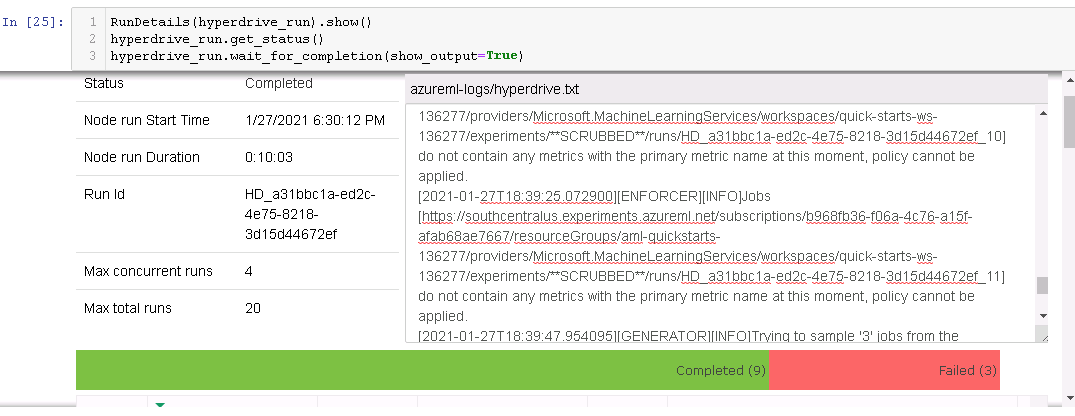 In [25]:
1 RunDetails(hyperdrive_run).show()
2 hyperdrive_run.get_status()
3 hyperdrive_run.wait_for_completion(show_output=True)
Status Completed
Node run Start Time 1/27/2021 6:30:12 PM
Node run Duration 0:10:03
Run Id HD_a31bbc1a-ed2c-
4e75-8218-
3d15d44672ef
Max concurrent runs 4
Max total runs 20
azureml-logs/hyperdrive.txt
136277/providers/Microsoft.MachineLearningServices/workspaces/quick-starts-ws-
136277/experiments/**SCRUBBED**/runs/HD_a31bbc1a-ed2c-4e75-8218-3d15d44672ef_10]
do not contain any metrics with the primary metric name at this moment, policy cannot be
applied.
[2021-01-27T18:39:25.072900][ENFORCER][INFO]Jobs
[https://southcentralus.experiments.azureml.net/subscriptions/b968fb36-f06a-4c76-a15f-
afab68ae7667/resourceGroups/aml-quickstarts-
136277/providers/Microsoft.MachineLearningServices/workspaces/quick-starts-ws-
136277/experiments/**SCRUBBED**/runs/HD_a31bbc1a-ed2c-4e75-8218-3d15d44672ef_11]
do not contain any metrics with the primary metric name at this moment, policy cannot be
applied.
[2021-01-27T18:39:47.954095][GENERATOR][INFO]Trying to sample '3' jobs from the
Completed (9)
Failed (3)